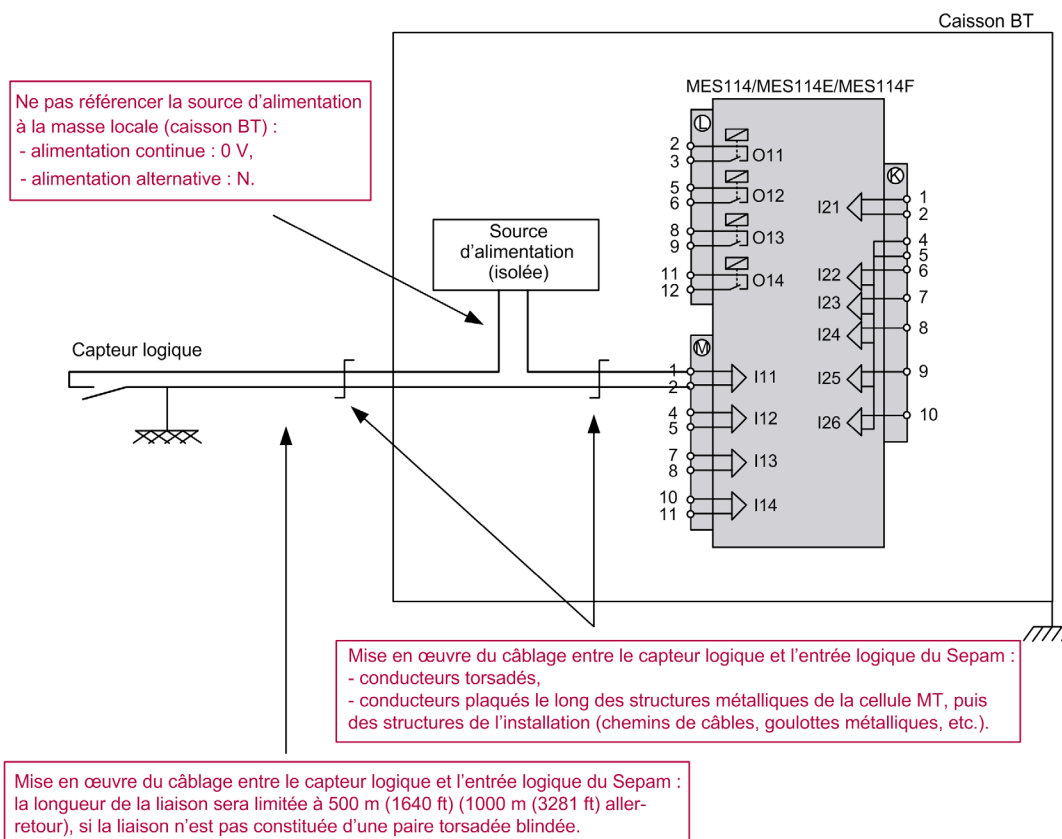 Caisson BT
Ne pas référencer la source d'alimentation
à la masse locale (caisson BT) :
- alimentation continue : 0 V,
- alimentation alternative : N.
MES114/MES114E/MES114F
L
2
3
O11
5
6
O12
8
9
O13
11
12
O14
K
I21
1
2
4
5
I22
6
I23
7
I24
8
I25
9
I26
10
Source
d'alimentation
(isolée)
Capteur logique
M
1
2
I11
4
5
I12
7
8
I13
10
11
I14
Mise en œuvre du câblage entre le capteur logique et l'entrée logique du Sepam :
- conducteurs torsadés,
- conducteurs plaqués le long des structures métalliques de la cellule MT, puis
des structures de l'installation (chemins de câbles, goulottes métalliques, etc.).
Mise en œuvre du câblage entre le capteur logique et l'entrée logique du Sepam :
la longueur de la liaison sera limitée à 500 m (1640 ft) (1000 m (3281 ft) aller-
retour), si la liaison n'est pas constituée d'une paire torsadée blindée.